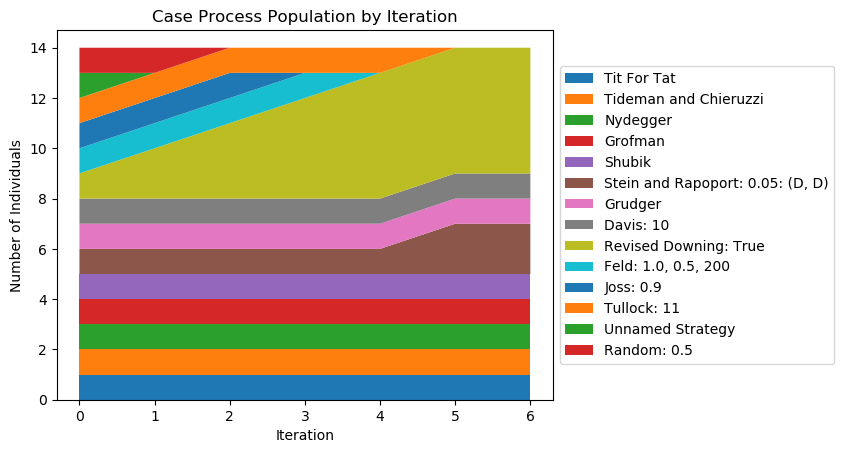 Case Process Population by Iteration
Number of Individuals
14
12
10
8
6
4
2
0
0 1 2 3 4 5 6
Iteration
Tit For Tat
Tideman and Chieruzzi
Nydegger
Grofman
Shubik
Stein and Rapoport: 0.05: (D, D)
Grudger
Davis: 10
Revised Downing: True
Feld: 1.0, 0.5, 200
Joss: 0.9
Tullock: 11
Unnamed Strategy
Random: 0.5